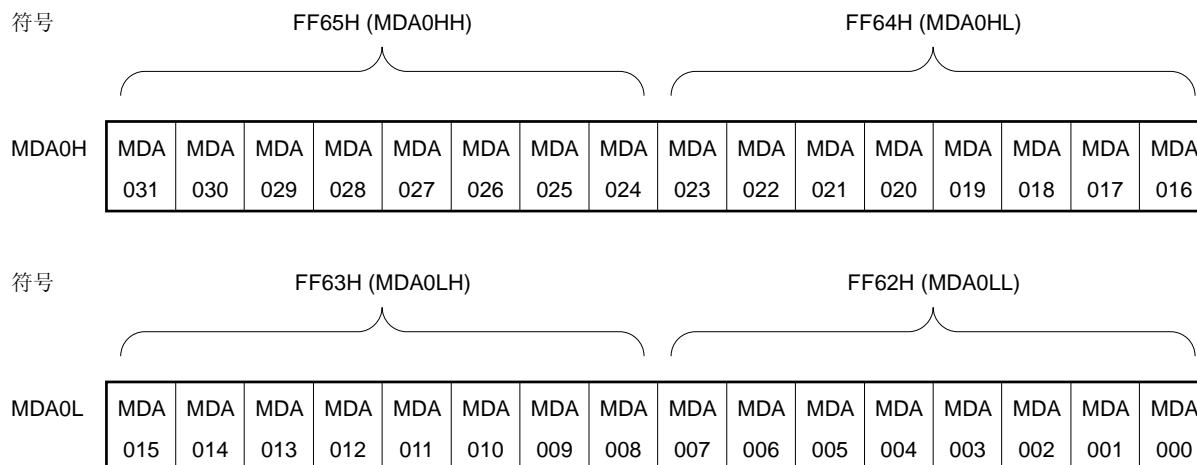 符号 FF65H (MDA0HH) FF64H (MDA0HL)
MDA0H MDA MDA MDA MDA MDA MDA MDA MDA MDA MDA MDA MDA MDA MDA MDA MDA
031 030 029 028 027 026 025 024 023 022 021 020 019 018 017 016
符号 FF63H (MDA0LH) FF62H (MDA0LL)
MDA0L MDA MDA MDA MDA MDA MDA MDA MDA MDA MDA MDA MDA MDA MDA MDA MDA
015 014 013 012 011 010 009 008 007 006 005 004 003 002 001 000